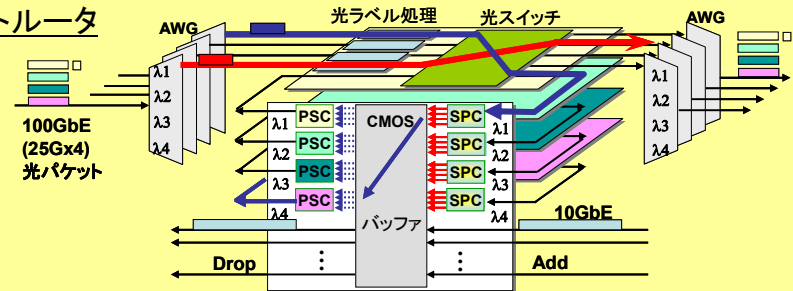 トルータ
AWG
光ラベル処理
光スイッチ
AWG
λ1
λ2
λ3
λ4
100GbE
(25Gx4)
光パケット
λ1
λ2
λ3
λ4
λ1
λ2
λ3
λ4
PSC
PSC
PSC
PSC
CMOS
バッファ
SPC
SPC
SPC
SPC
λ1
λ2
λ3
λ4
10GbE
Drop
⋮
⋮
Add